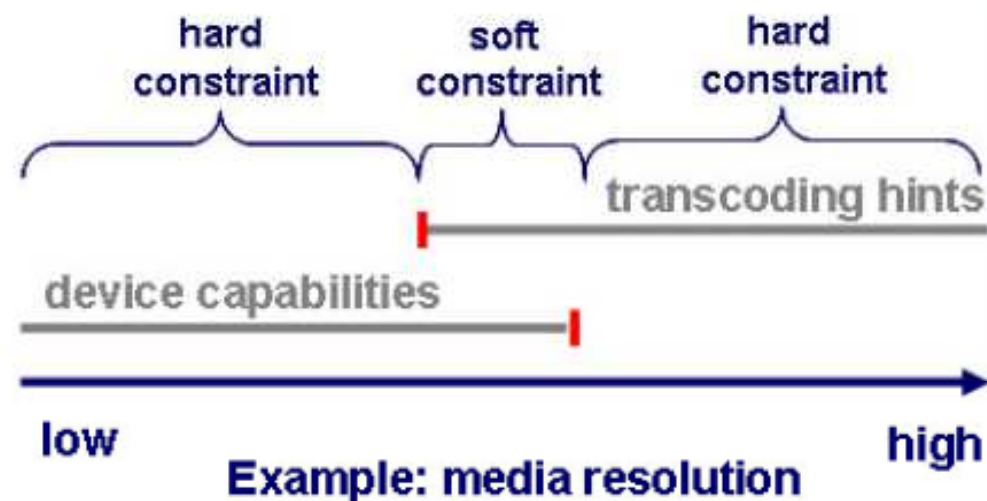 hard
constraint
soft
constraint
hard
constraint
transcoding hints
device capabilities
low
high
Example: media resolution